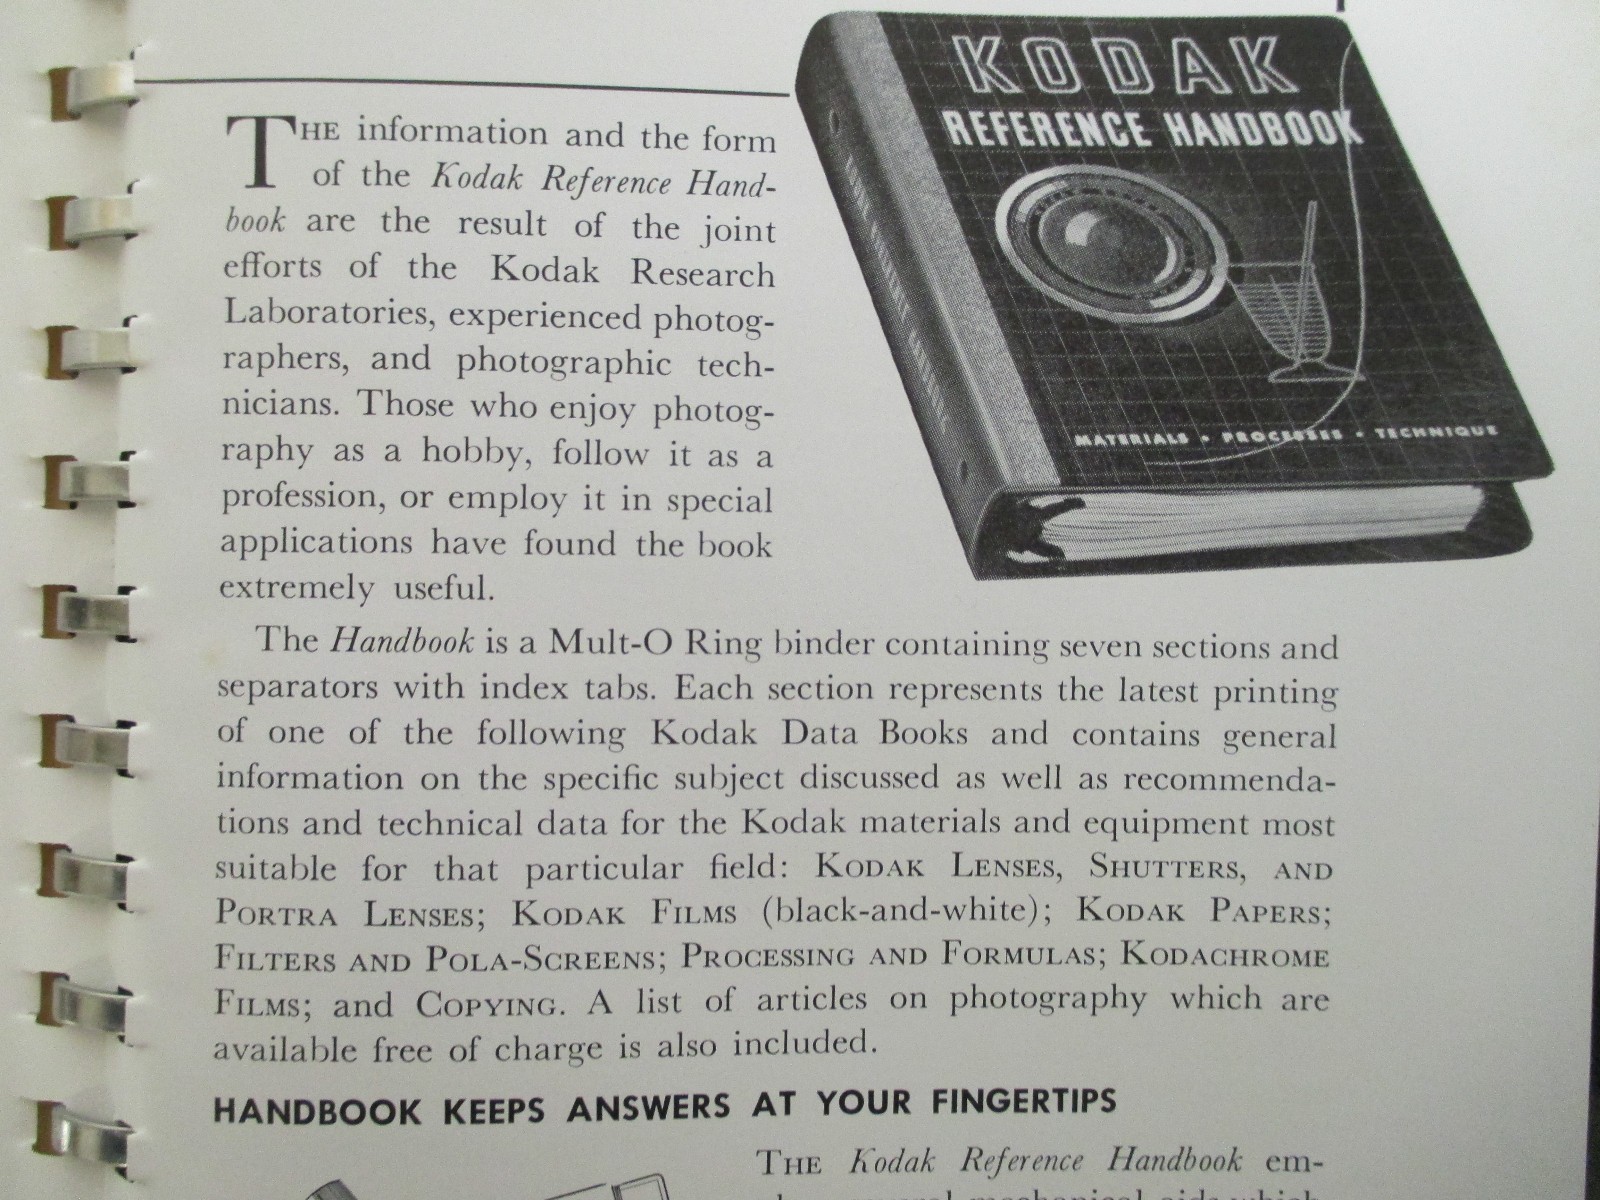 KODAK
REFERENCE HANDBOOK
MATERIALS • PROCESSES • TECHNIQUE
THE information and the form
of the Kodak Reference Hand-
book are the result of the joint
efforts of the Kodak Research
Laboratories, experienced photog-
raphers, and photographic tech-
nicians. Those who enjoy photog-
raphy as a hobby, follow it as a
profession, or employ it in special
applications have found the book
extremely useful.
The Handbook is a Mult-O Ring binder containing seven sections and
separators with index tabs. Each section represents the latest printing
of one of the following Kodak Data Books and contains general
information on the specific subject discussed as well as recommenda-
tions and technical data for the Kodak materials and equipment most
suitable for that particular field: KODAK LENSES, SHUTTERS, AND
PORTRA LENSES; KODAK FILMS (black-and-white); KODAK PAPERS;
FILTERS AND POLA-SCREENS; PROCESSING AND FORMULAS; KODACHROME
FILMS; and COPYING. A list of articles on photography which are
available free of charge is also included.
HANDBOOK KEEPS ANSWERS AT YOUR FINGERTIPS
THE Kodak Reference Handbook em-
several mechanical aids which